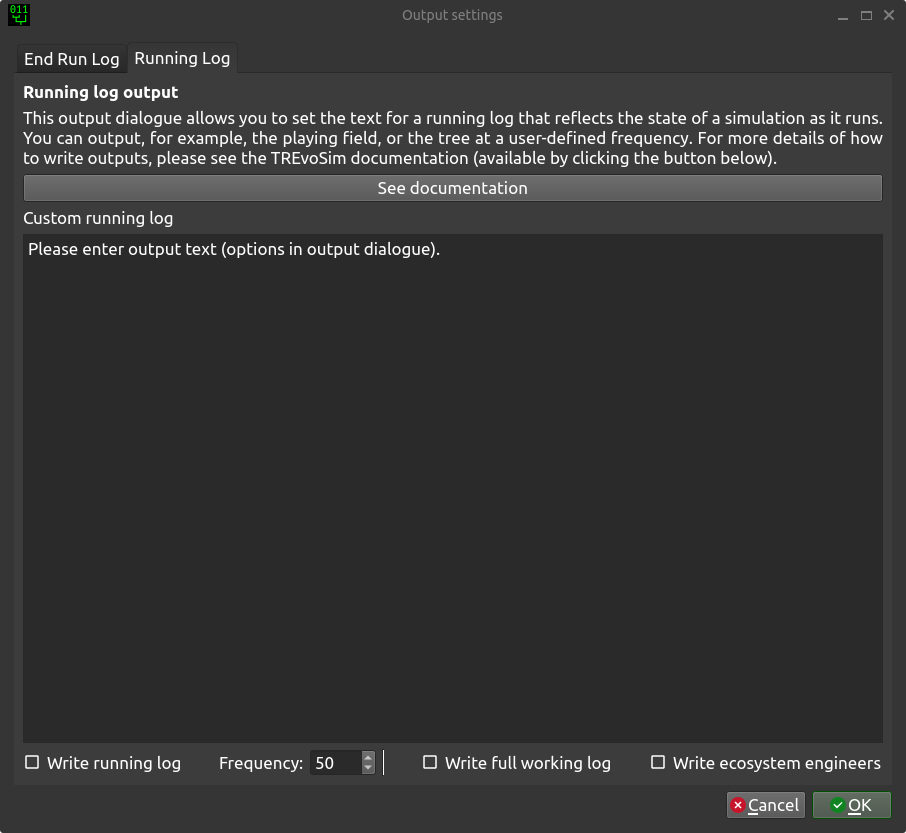 011
Output settings
End Run Log
Running Log
Running log output
This output dialogue allows you to set the text for a running log that reflects the state of a simulation as it runs.
You can output, for example, the playing field, or the tree at a user-defined frequency. For more details of how
to write outputs, please see the TREvoSim documentation (available by clicking the button below).
See documentation
Custom running log
Please enter output text (options in output dialogue).
Write running log Frequency: 50 Write full working log Write ecosystem engineers
Cancel OK